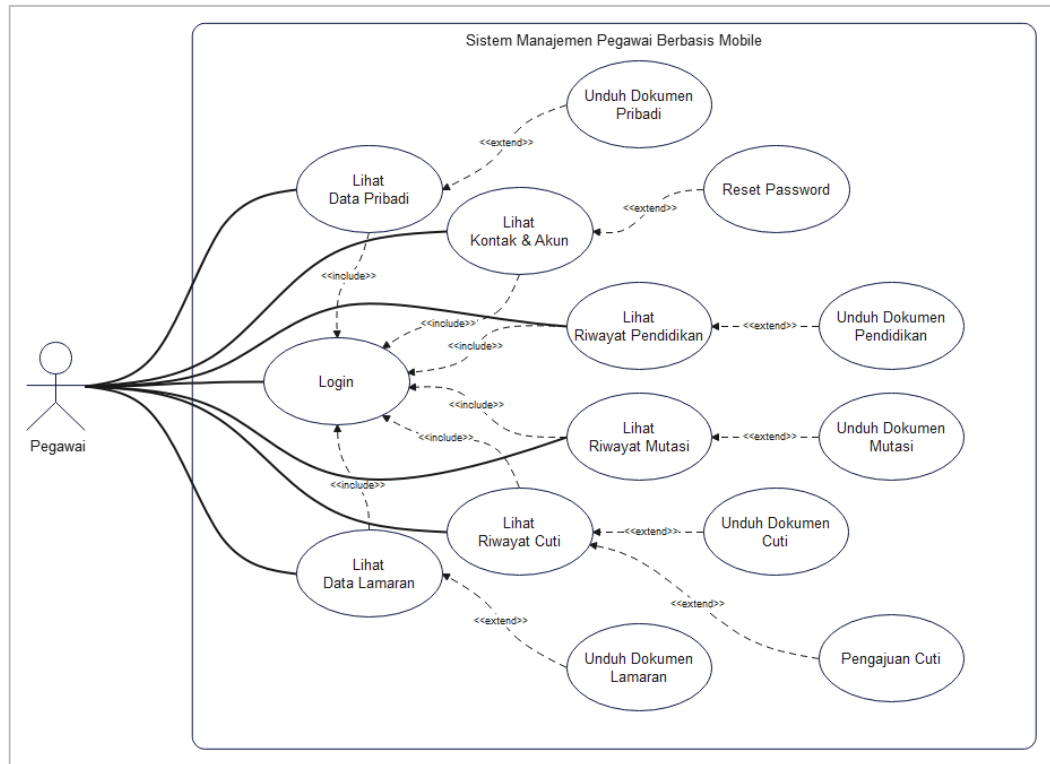 Sistem Manajemen Pegawai Berbasis Mobile
Unduh Dokumen
Pribadi
<<extend>>
Lihat
Data Pribadi
Reset Password
<<extend>>
Lihat
Kontak & Akun
<<include>>
<<include>>
Lihat
Riwayat Pendidikan
<<extend>>
Unduh Dokumen
Pendidikan
<<include>>
Login
Pegawai
<<include>>
Lihat
Riwayat Mutasi
<<extend>>
Unduh Dokumen
Mutasi
<<include>>
<<include>>
Lihat
Riwayat Cuti
<<extend>>
Unduh Dokumen
Cuti
Lihat
Data Lamaran
<<extend>>
<<extend>>
Unduh Dokumen
Lamaran
Pengajuan Cuti